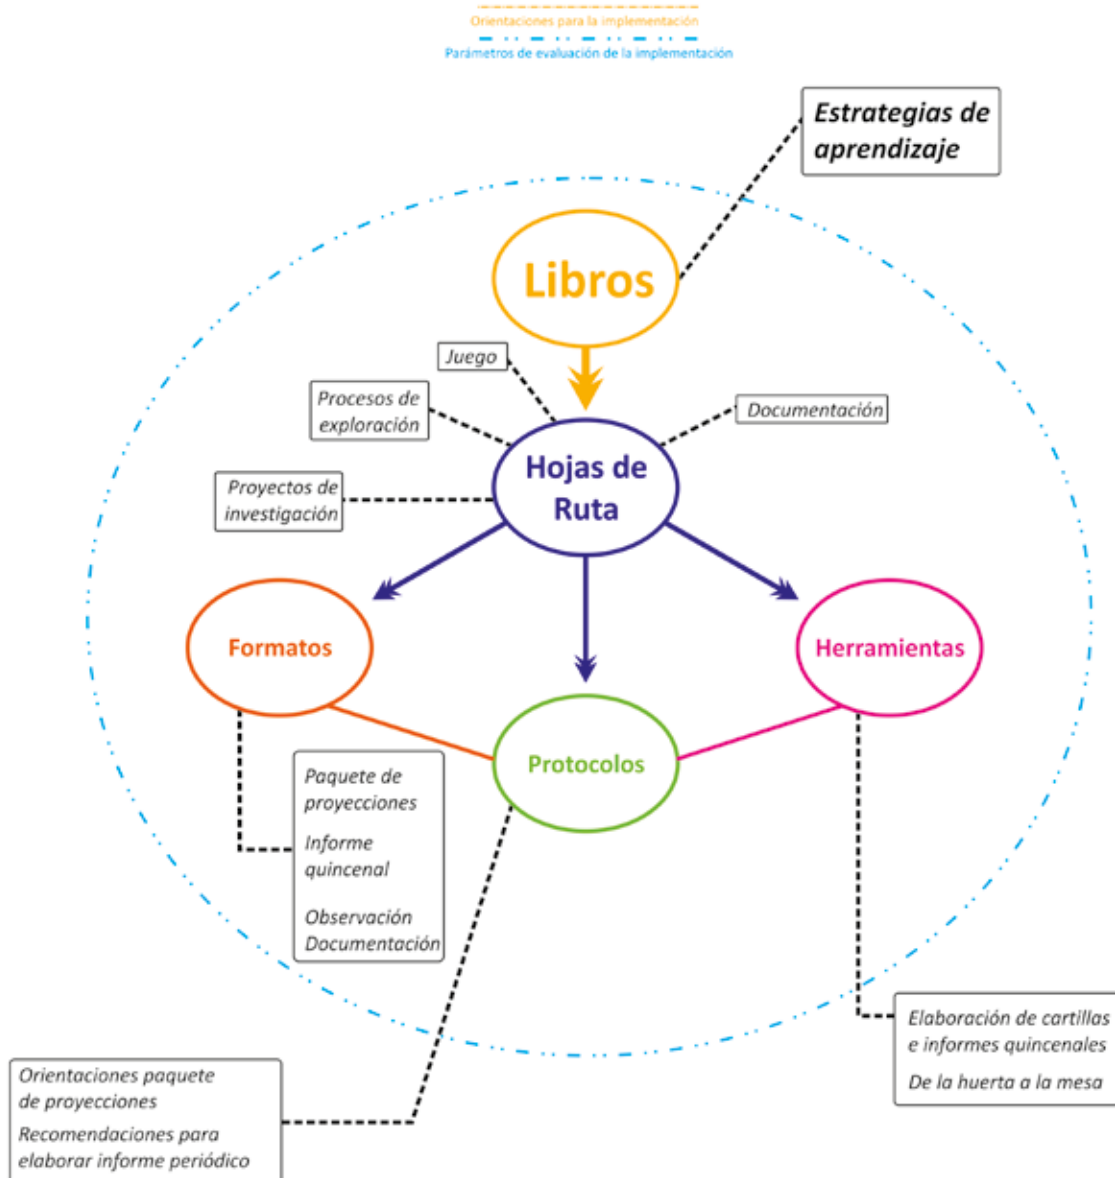 Orientaciones para la implementación
Parámetros de evaluación de la implementación
Estrategias de
aprendizaje
Libros
Juego
Procesos de
exploración
Documentación
Hojas de
Ruta
Proyectos de
investigación
Formatos
Herramientas
Protocolos
Paquete de
proyecciones
Informe
quincenal
Observación
Documentación
Elaboración de cartillas
e informes quincenales
De la huerta a la mesa
Orientaciones paquete
de proyecciones
Recomendaciones para
elaborar informe periódico